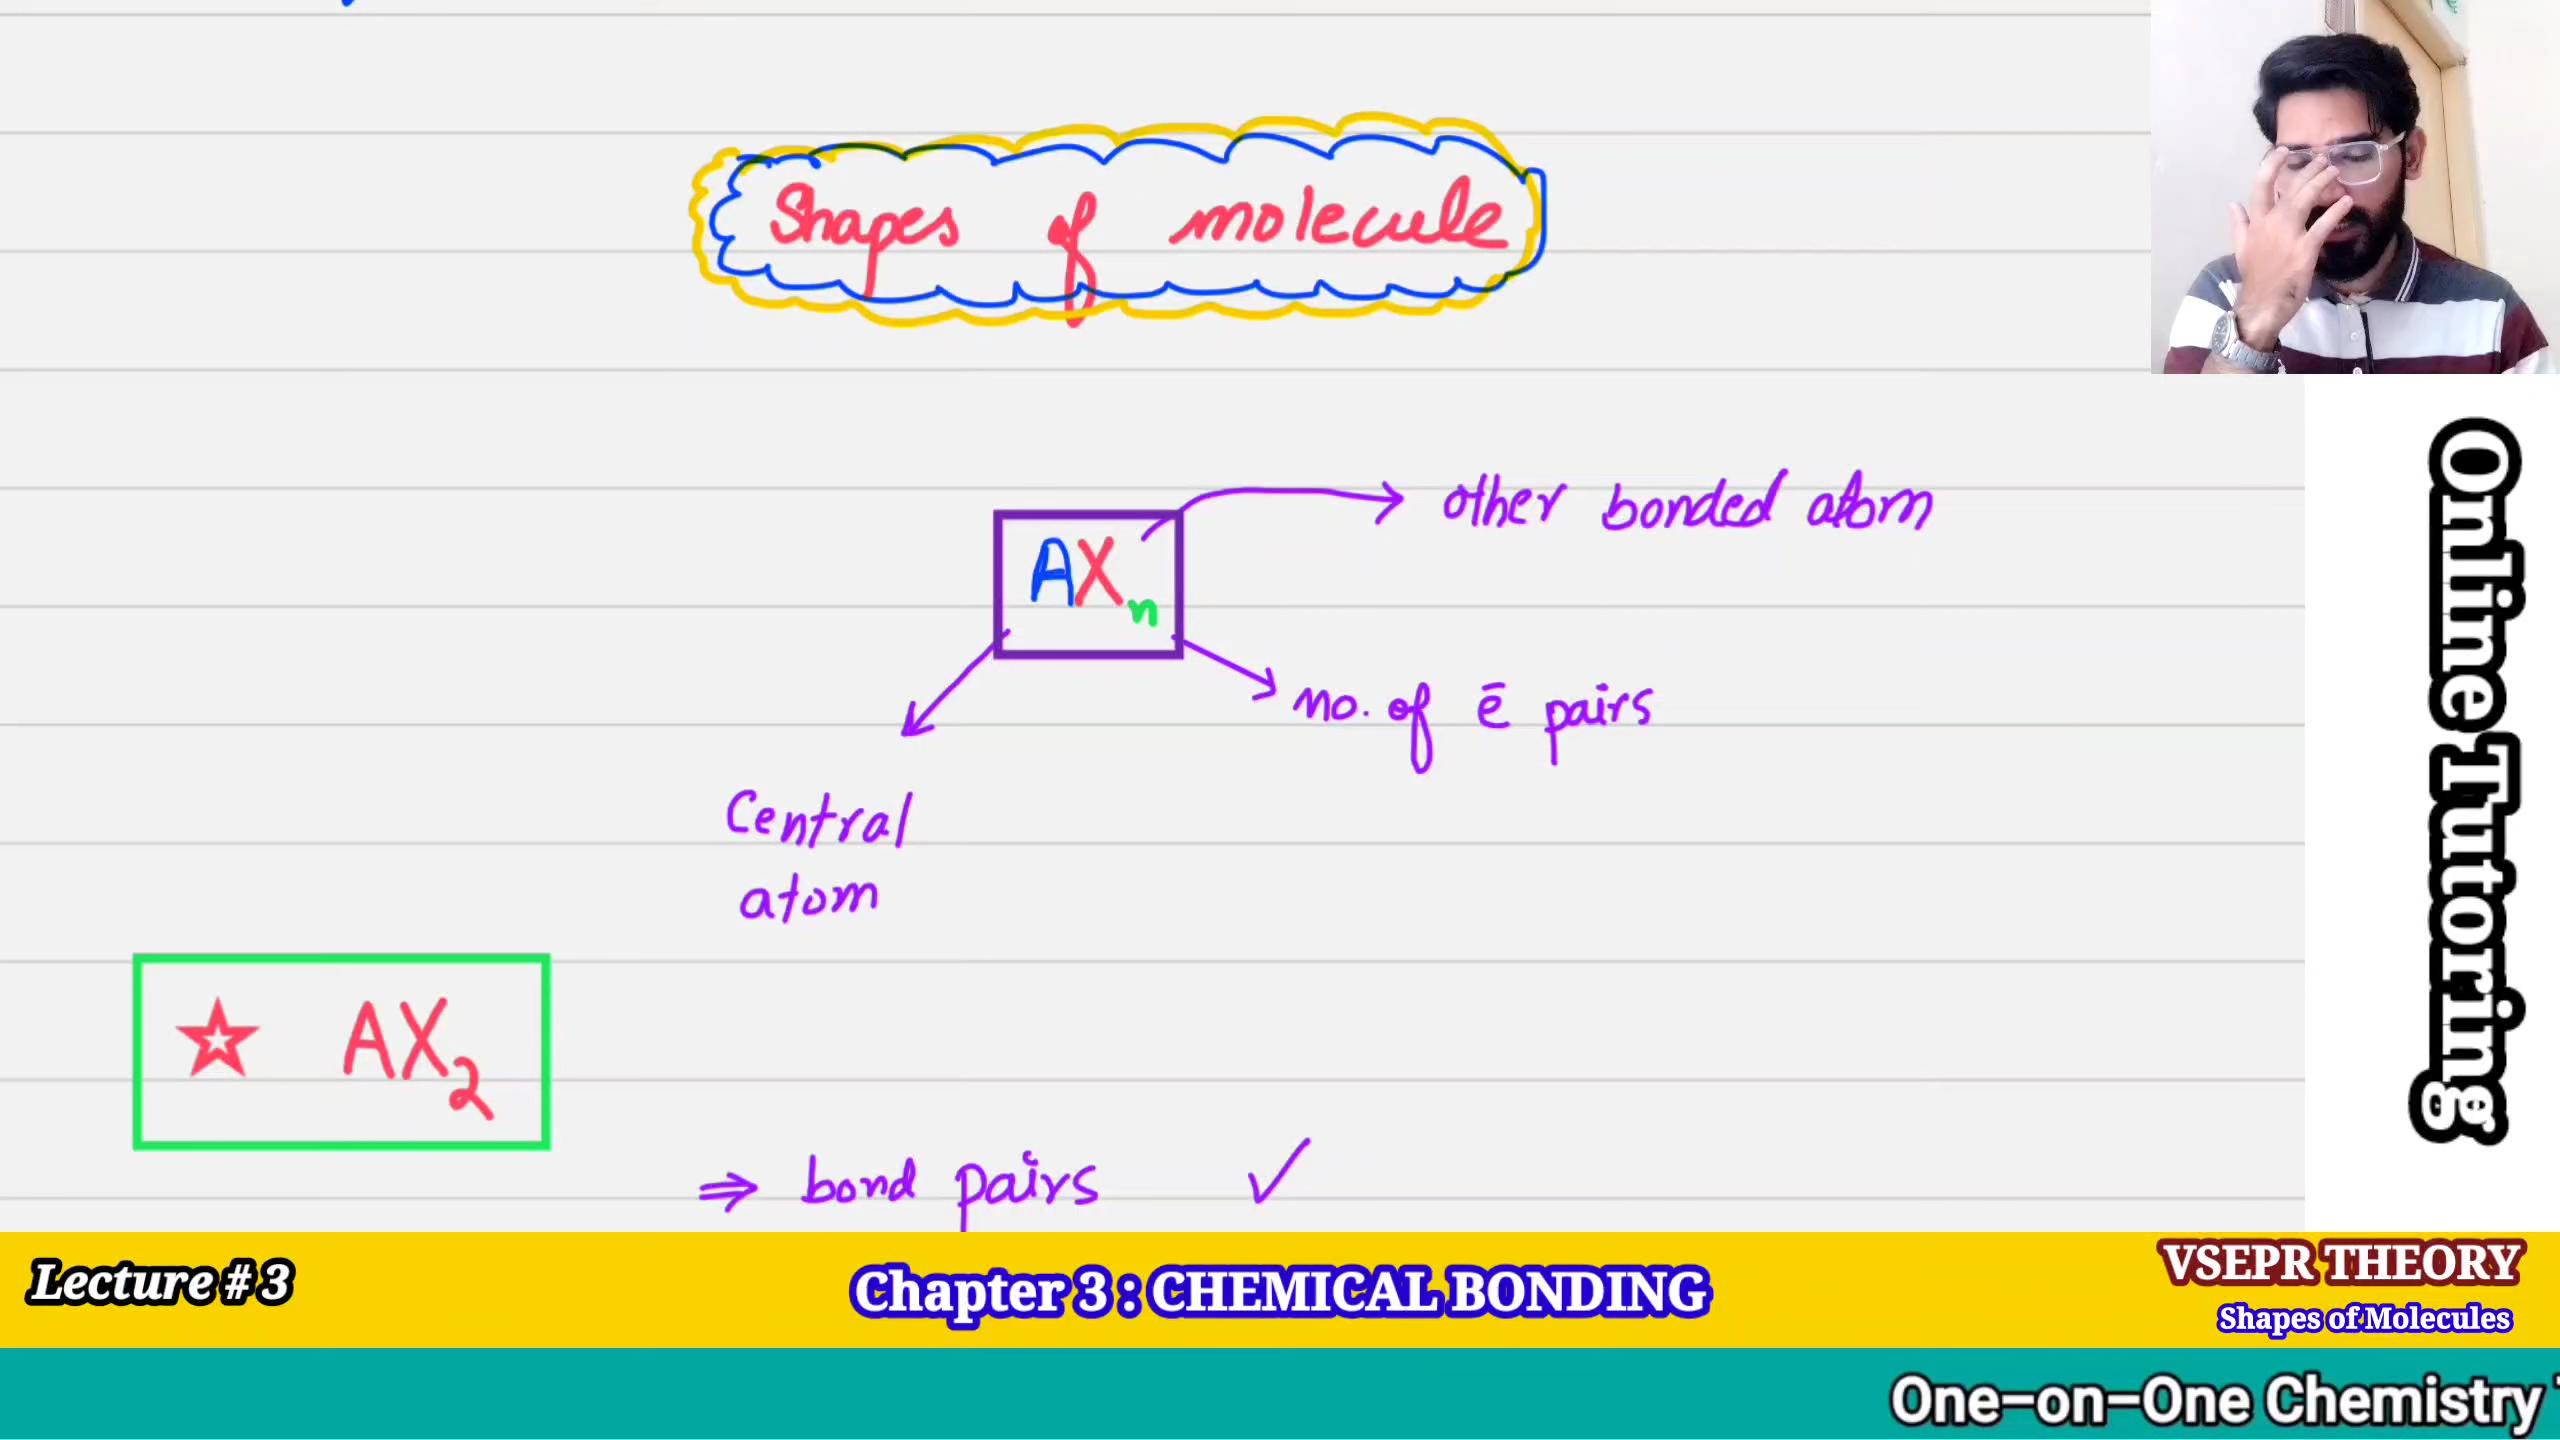 Shapes of molecule
other bonded atom
AXn
no. of ē pairs
Central
atom
☆ AX2
⇒ bond pairs ✓
Online Tutoring
Lecture # 3
Chapter 3 : CHEMICAL BONDING
VSEPR THEORY
Shapes of Molecules
One-on-One Chemistry